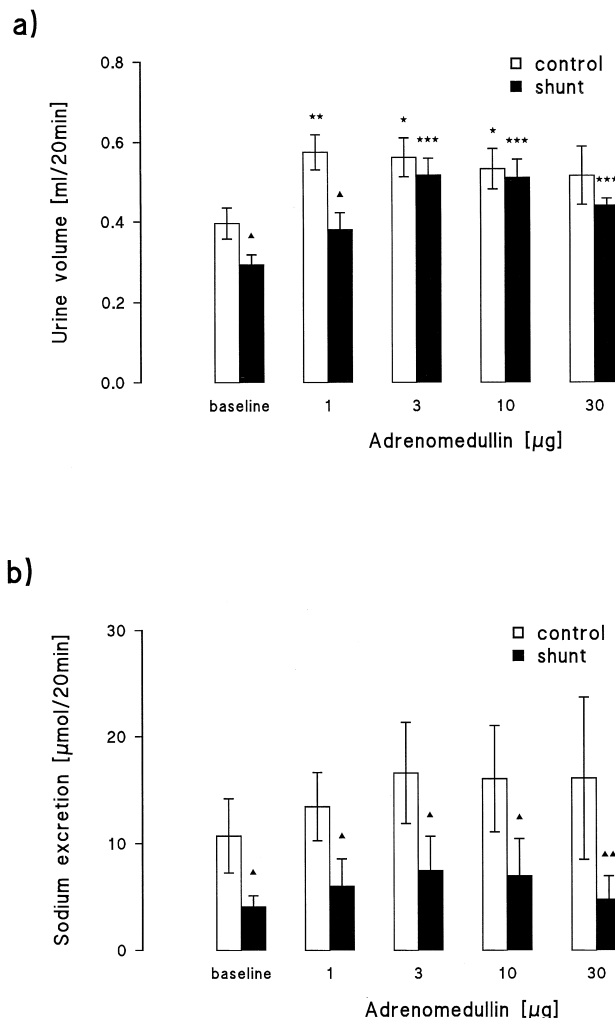 a)
Urine volume [ml/20min]
0.8
0.6
0.4
0.2
0.0
control
shunt
▲
★★
▲
★
★★★
★
★★★
★★★
baseline 1 3 10 30
Adrenomedullin [µg]
b)
Sodium excretion [µmol/20min]
30
20
10
0
control
shunt
▲
▲
▲
▲
▲▲
baseline 1 3 10 30
Adrenomedullin [µg]